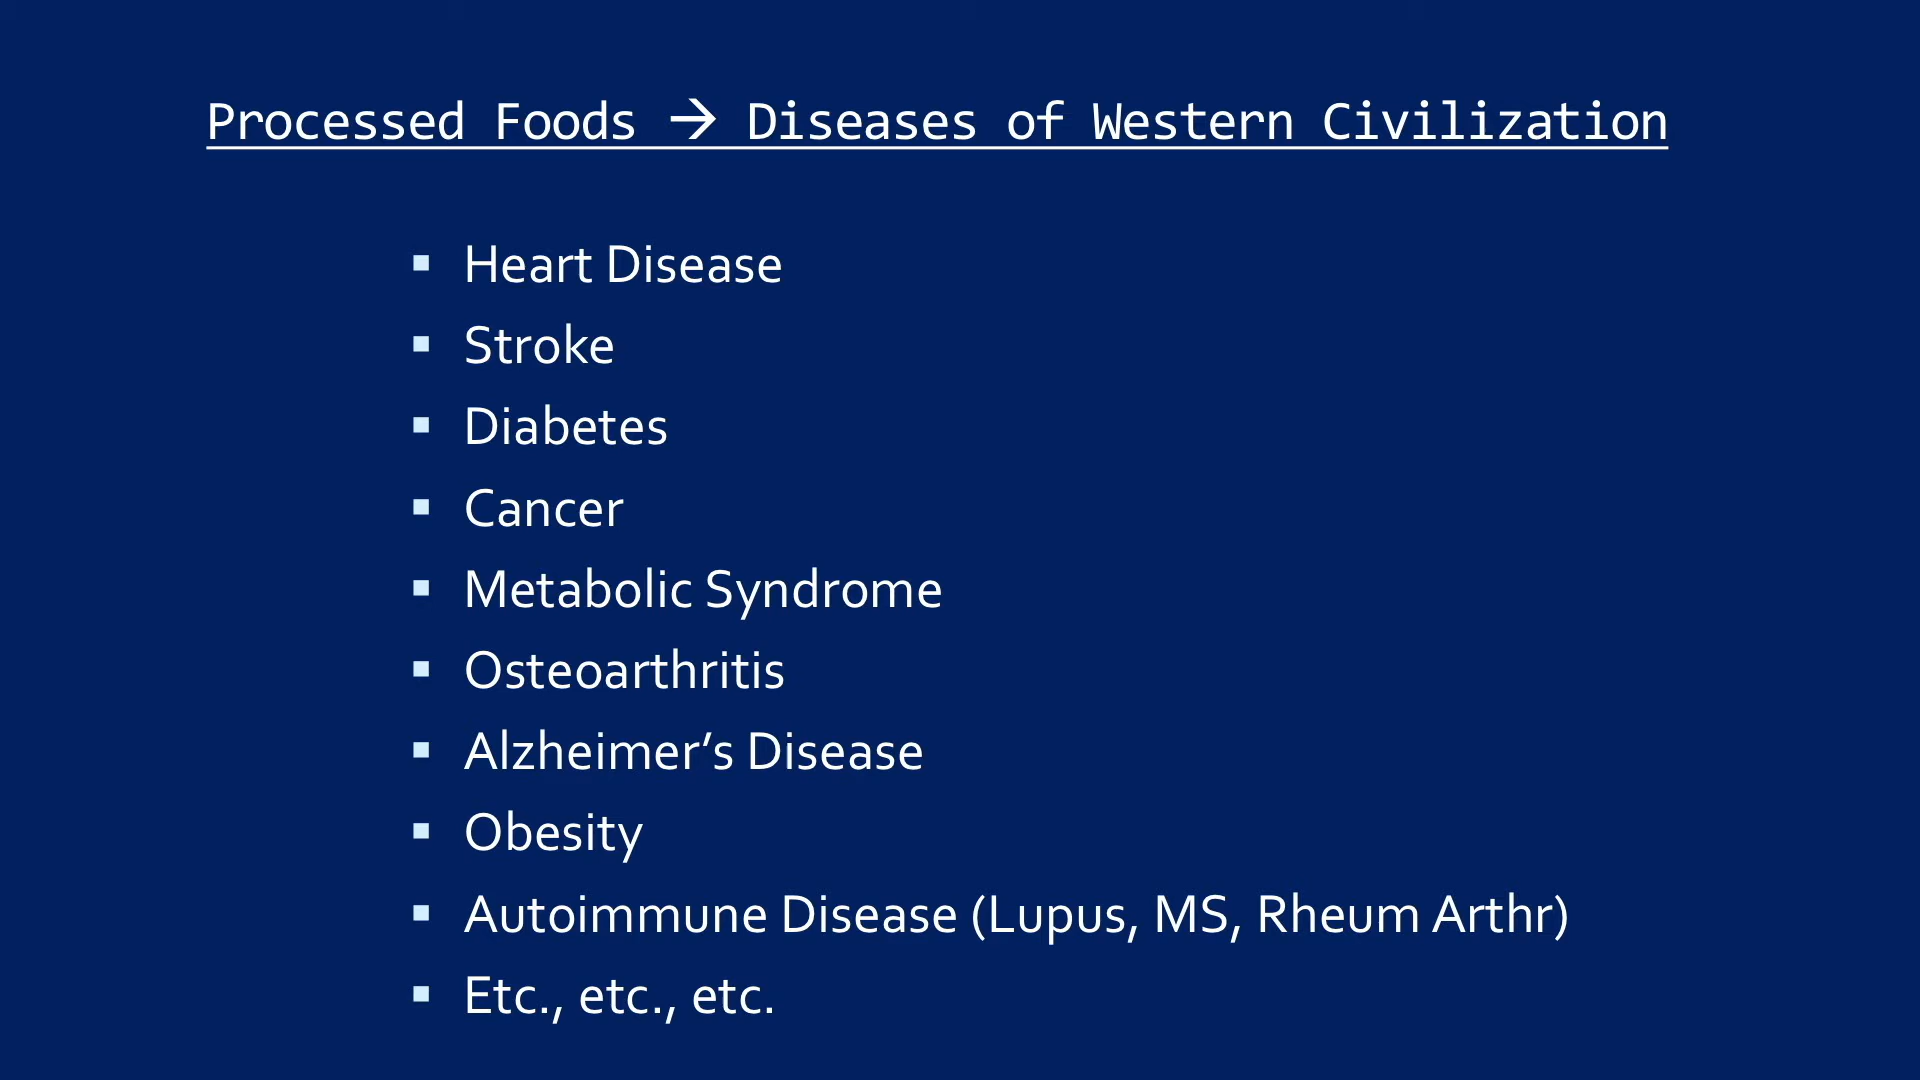 Processed Foods → Diseases of Western Civilization
▪ Heart Disease
▪ Stroke
▪ Diabetes
▪ Cancer
▪ Metabolic Syndrome
▪ Osteoarthritis
▪ Alzheimer’s Disease
▪ Obesity
▪ Autoimmune Disease (Lupus, MS, Rheum Arthr)
▪ Etc., etc., etc.